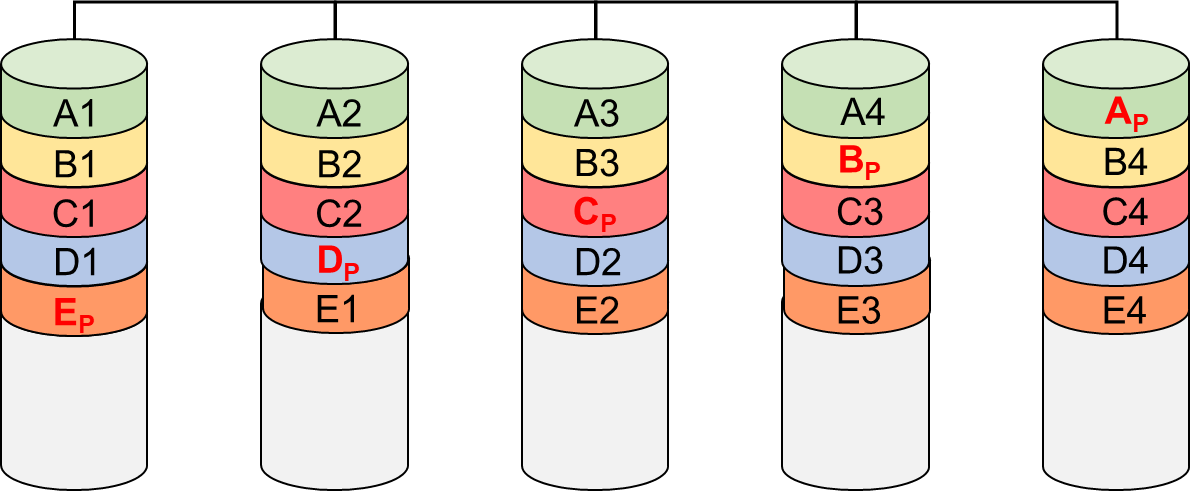 A1 A2 A3 A4 AP
B1 B2 B3 BP B4
C1 C2 CP C3 C4
D1 DP D2 D3 D4
EP E1 E2 E3 E4